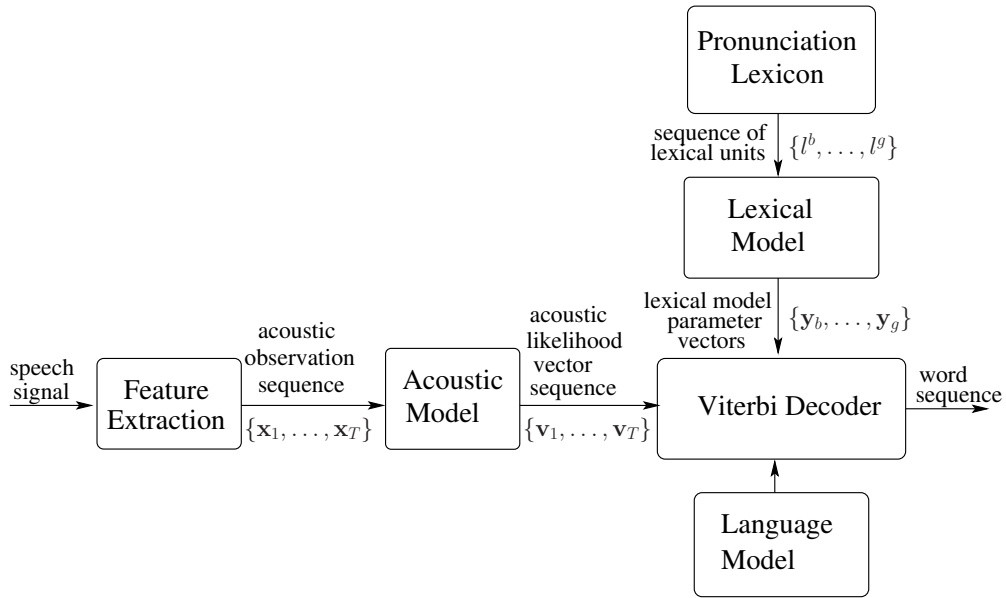 Pronunciation
Lexicon
sequence of
lexical units
{l^b, . . . , l^g}
Lexical
Model
lexical model
parameter
vectors
{y_b, . . . , y_g}
speech
signal
Feature
Extraction
acoustic
observation
sequence
{x_1, . . . , x_T}
Acoustic
Model
acoustic
likelihood
vector
sequence
{v_1, . . . , v_T}
Viterbi Decoder
word
sequence
Language
Model